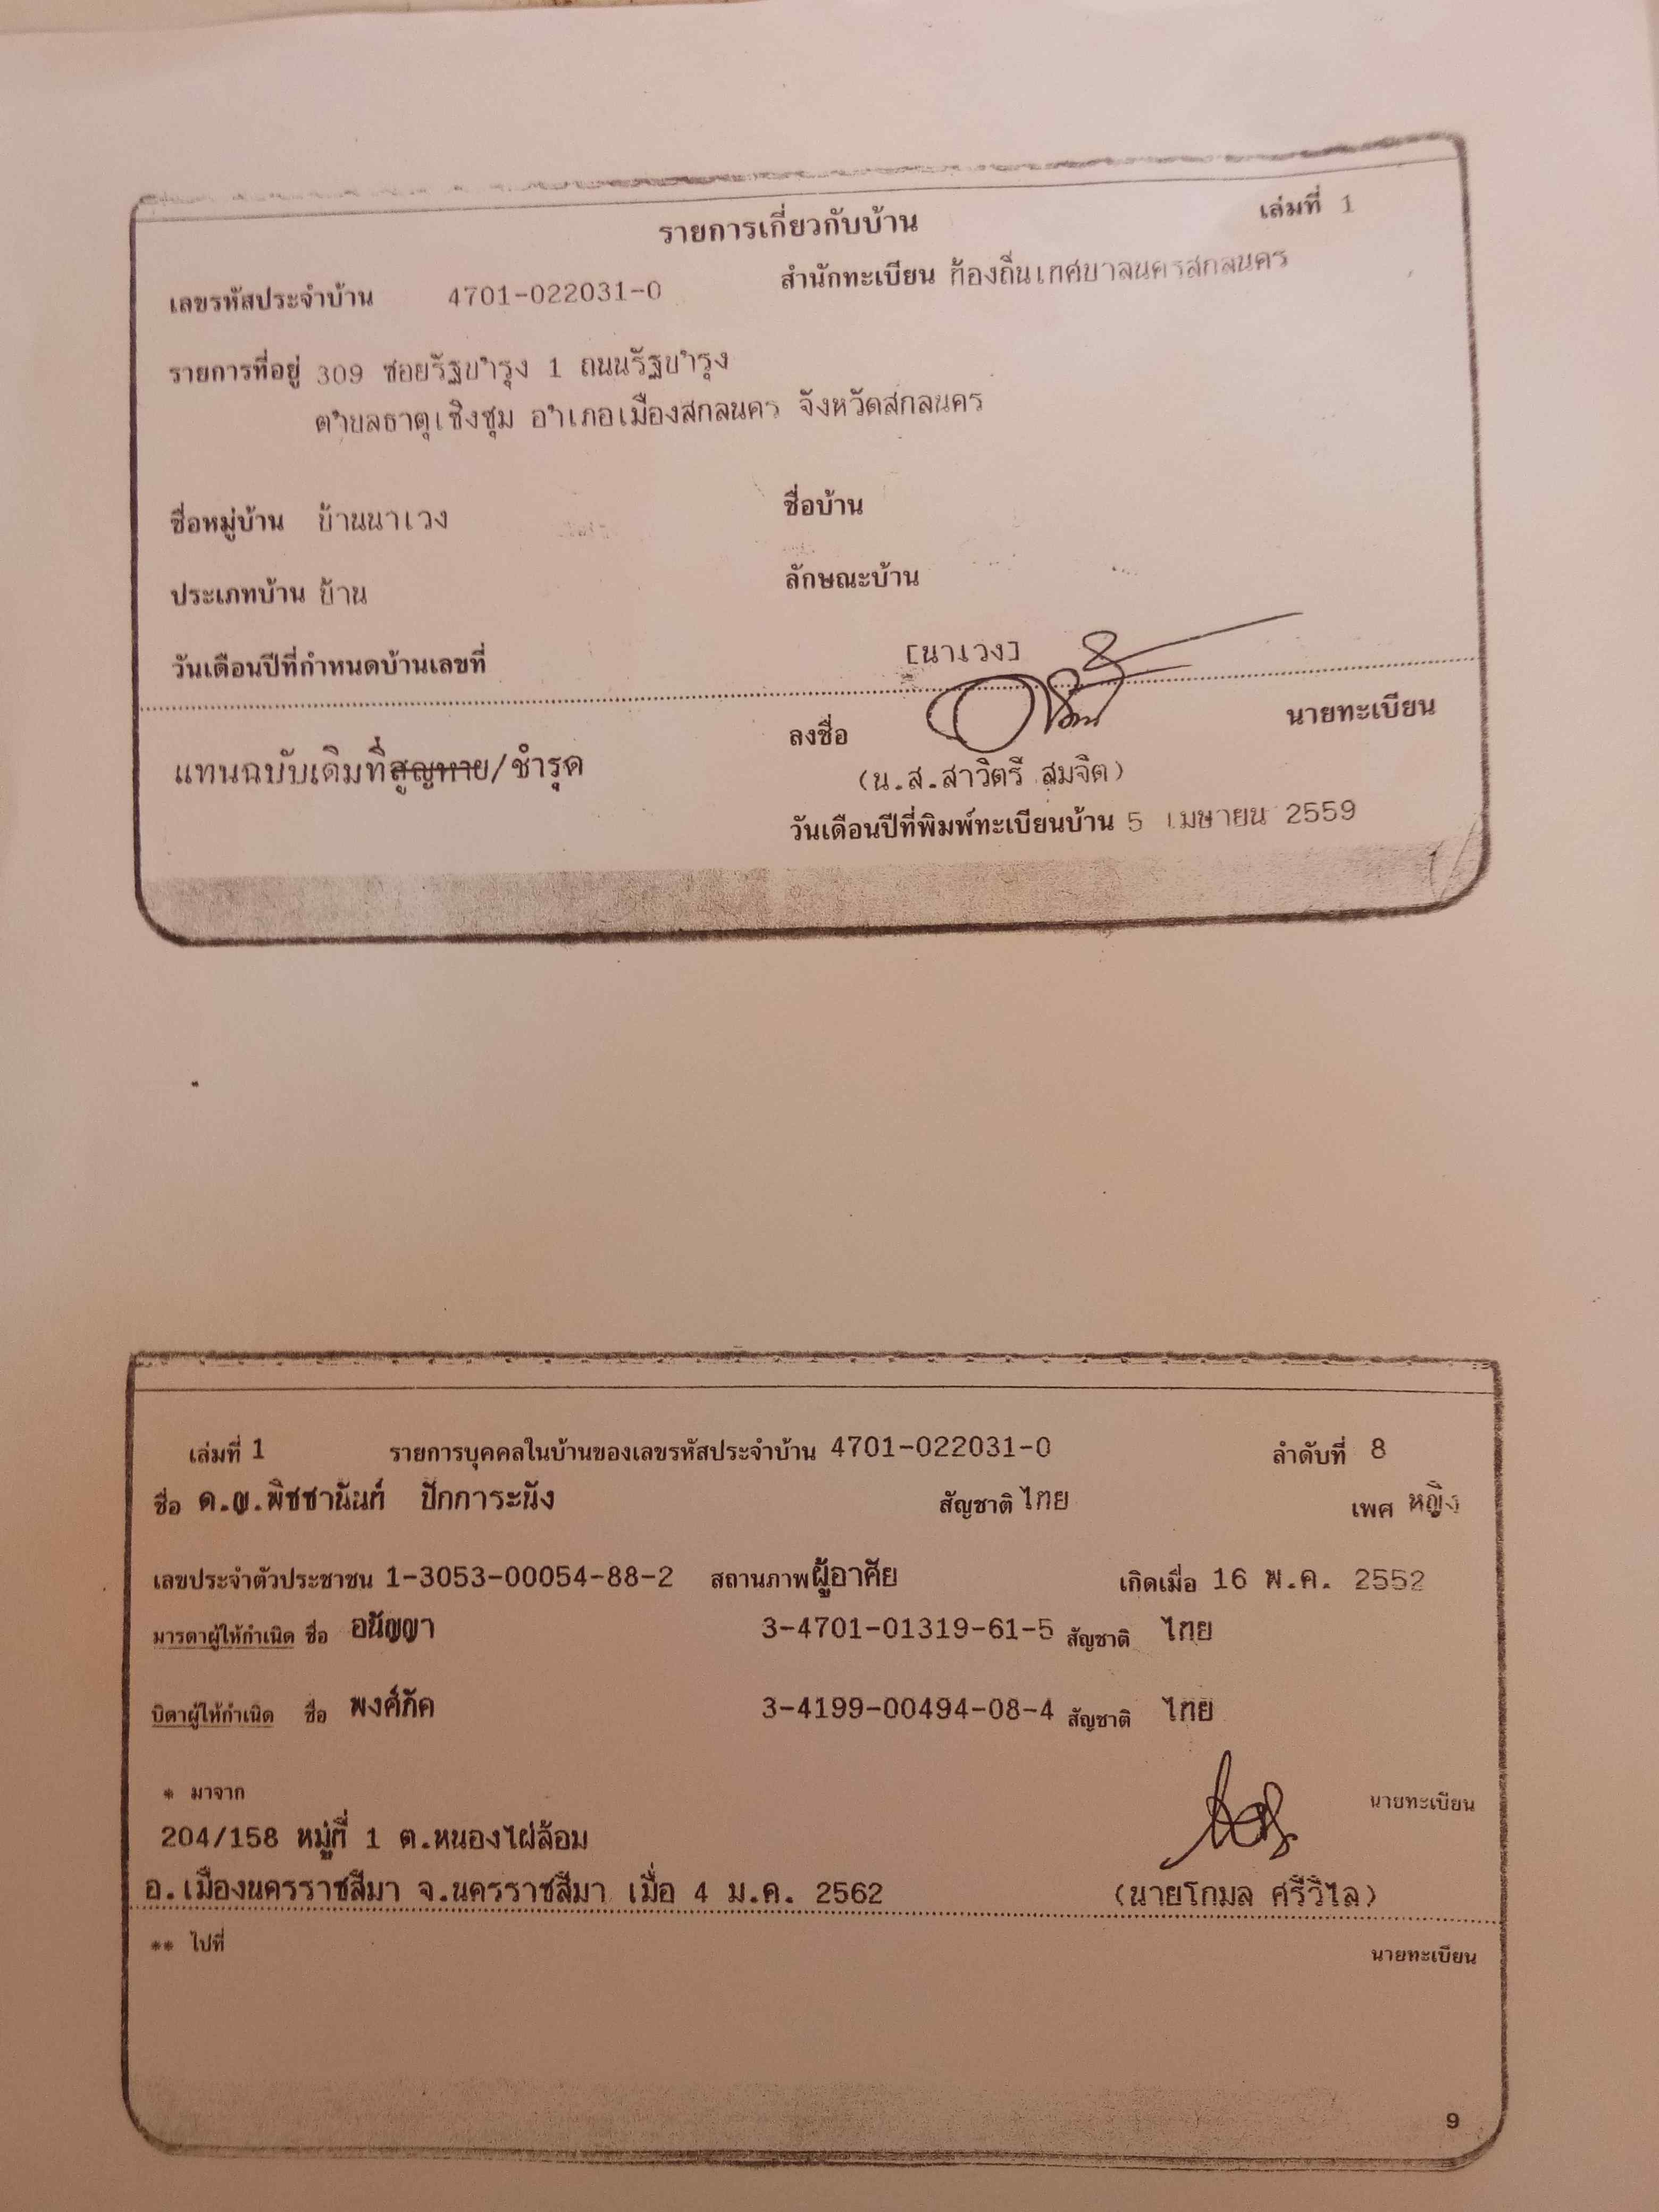 รายการเกี่ยวกับบ้าน
เล่มที่ 1
เลขรหัสประจำบ้าน 4701-022031-0
สำนักทะเบียน ท้องถิ่นเทศบาลนครสกลนคร
รายการที่อยู่ 309 ซอยรัฐบำรุง 1 ถนนรัฐบำรุง
ตำบลธาตุเชิงชุม อำเภอเมืองสกลนคร จังหวัดสกลนคร
ชื่อหมู่บ้าน บ้านนาเวง
ชื่อบ้าน
ประเภทบ้าน บ้าน
ลักษณะบ้าน
วันเดือนปีที่กำหนดบ้านเลขที่
[นาเวง]
ลงชื่อ
นายทะเบียน
แทนฉบับเดิมที่สูญหาย/ชำรุด
(น.ส.สาวิตรี สมจิต)
วันเดือนปีที่พิมพ์ทะเบียนบ้าน 5 เมษายน 2559
เล่มที่ 1 รายการบุคคลในบ้านของเลขรหัสประจำบ้าน 4701-022031-0 ลำดับที่ 8
ชื่อ ด.ญ.พิชชานันท์ ปักการะนัง สัญชาติ ไทย เพศ หญิง
เลขประจำตัวประชาชน 1-3053-00054-88-2 สถานภาพ ผู้อาศัย เกิดเมื่อ 16 พ.ค. 2552
มารดาผู้ให้กำเนิด ชื่อ อนัญญา 3-4701-01319-61-5 สัญชาติ ไทย
บิดาผู้ให้กำเนิด ชื่อ พงศ์ภัค 3-4199-00494-08-4 สัญชาติ ไทย
* มาจาก
นายทะเบียน
204/158 หมู่ที่ 1 ต.หนองไผ่ล้อม
อ.เมืองนครราชสีมา จ.นครราชสีมา เมื่อ 4 ม.ค. 2562
(นายโกมล ศรีวิไล)
** ไปที่
นายทะเบียน
9